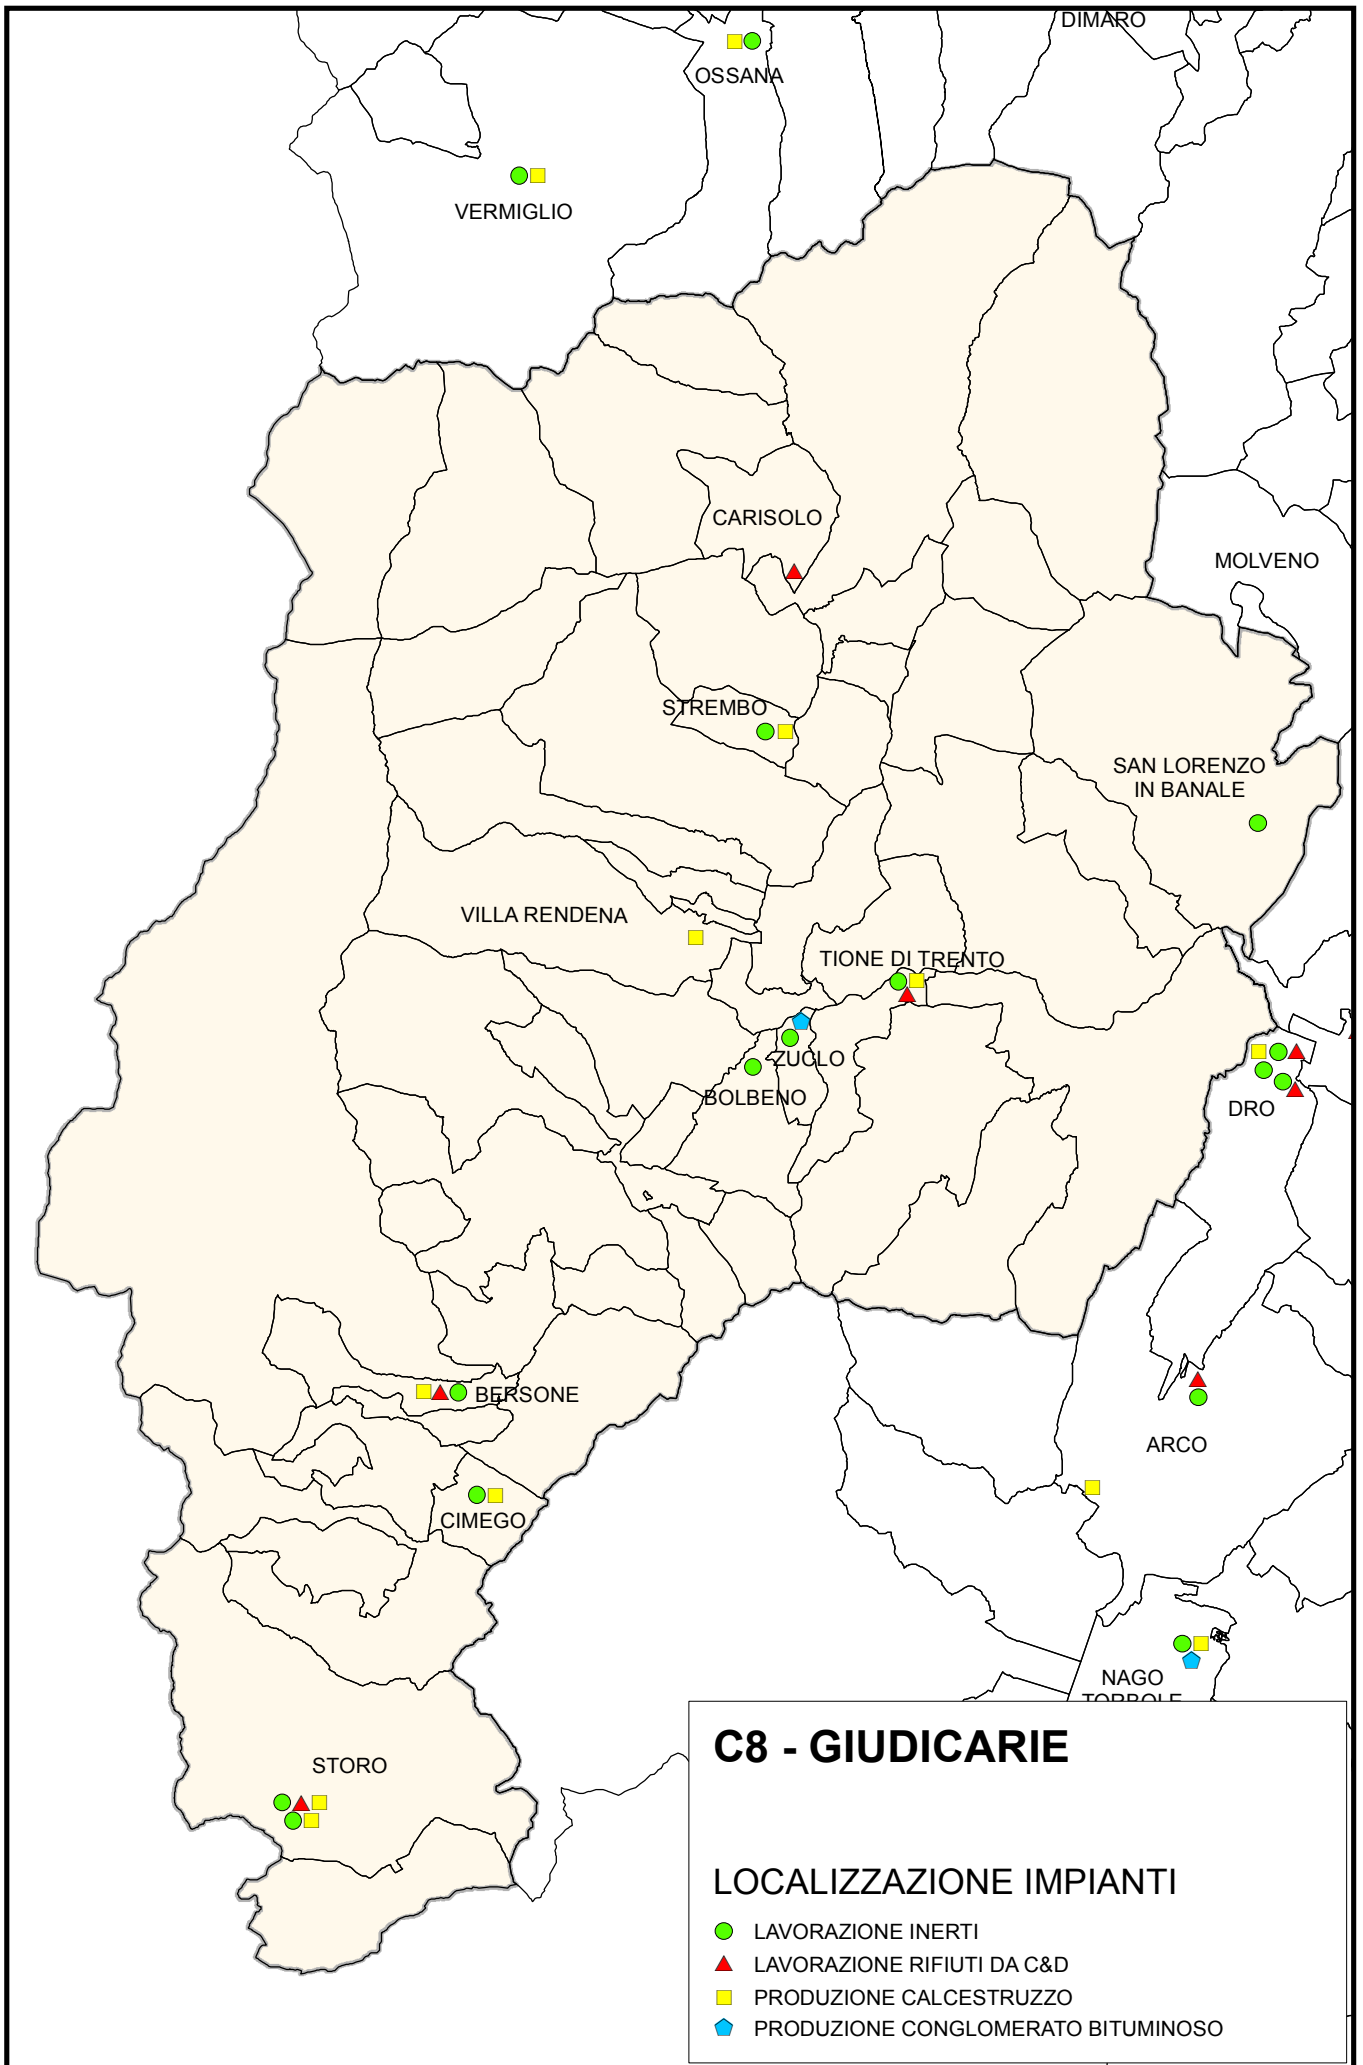 DIMARO
OSSANA
VERMIGLIO
CARISOLO
MOLVENO
STREMBO
SAN LORENZO
IN BANALE
VILLA RENDENA
TIONE DI TRENTO
ZUCLO
BOLBENO
DRO
BERSONE
ARCO
CIMEGO
NAGO
TORBOLE
STORO
C8 - GIUDICARIE
LOCALIZZAZIONE IMPIANTI
LAVORAZIONE INERTI
LAVORAZIONE RIFIUTI DA C&D
PRODUZIONE CALCESTRUZZO
PRODUZIONE CONGLOMERATO BITUMINOSO